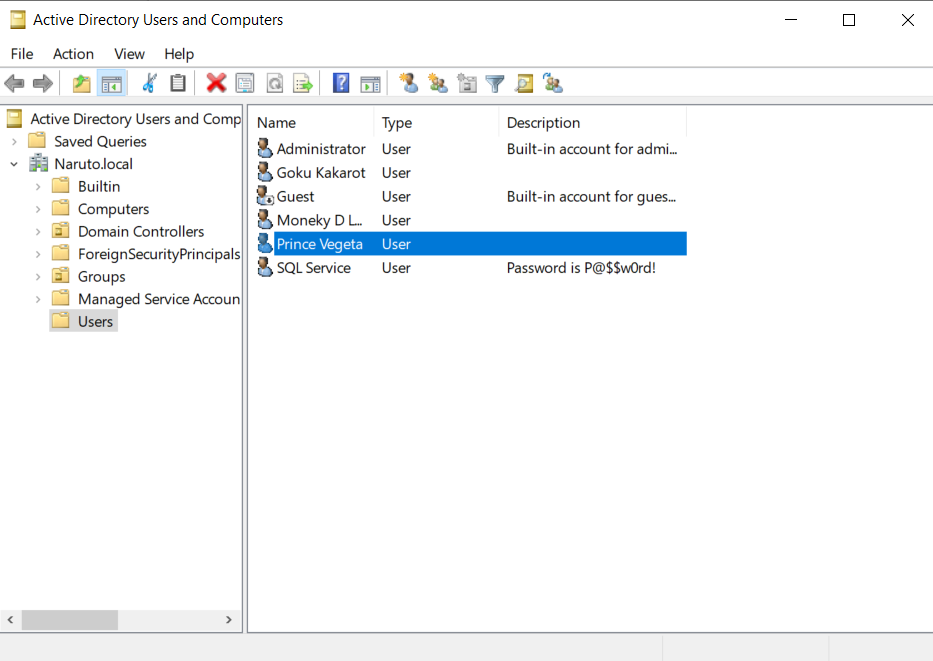 Active Directory Users and Computers
File Action View Help
Active Directory Users and Comp
Saved Queries
Naruto.local
Builtin
Computers
Domain Controllers
ForeignSecurityPrincipals
Groups
Managed Service Accoun
Users
Name Type Description
Administrator User Built-in account for admi...
Goku Kakarot User
Guest User Built-in account for gues...
Moneky D L... User
Prince Vegeta User
SQL Service User Password is P@$$w0rd!